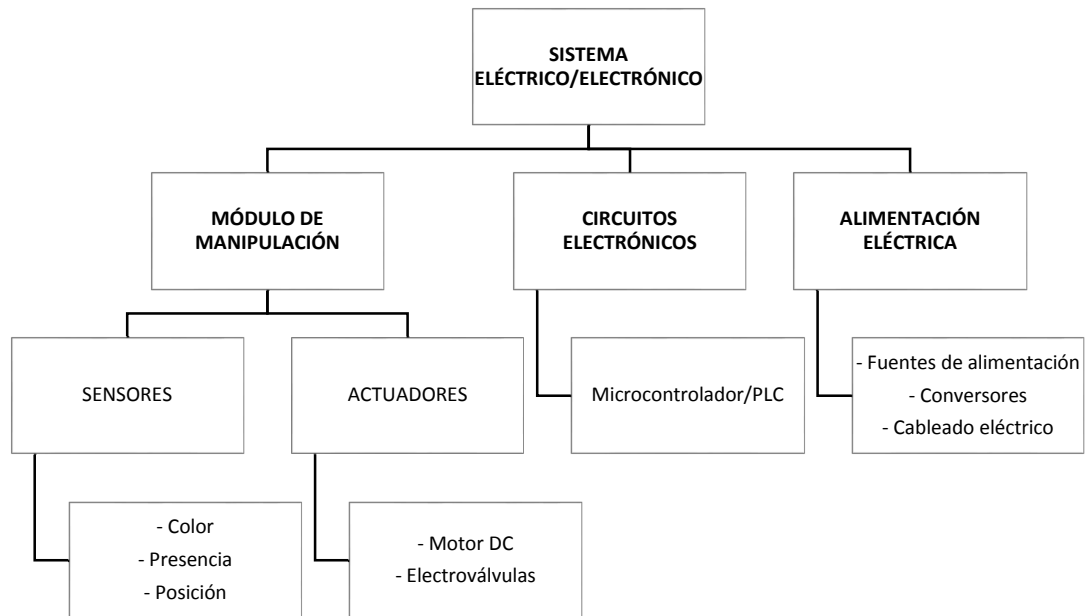 SISTEMA
ELÉCTRICO/ELECTRÓNICO
MÓDULO DE
MANIPULACIÓN
CIRCUITOS
ELECTRÓNICOS
ALIMENTACIÓN
ELÉCTRICA
SENSORES
ACTUADORES
Microcontrolador/PLC
- Fuentes de alimentación
- Conversores
- Cableado eléctrico
- Color
- Presencia
- Posición
- Motor DC
- Electroválvulas